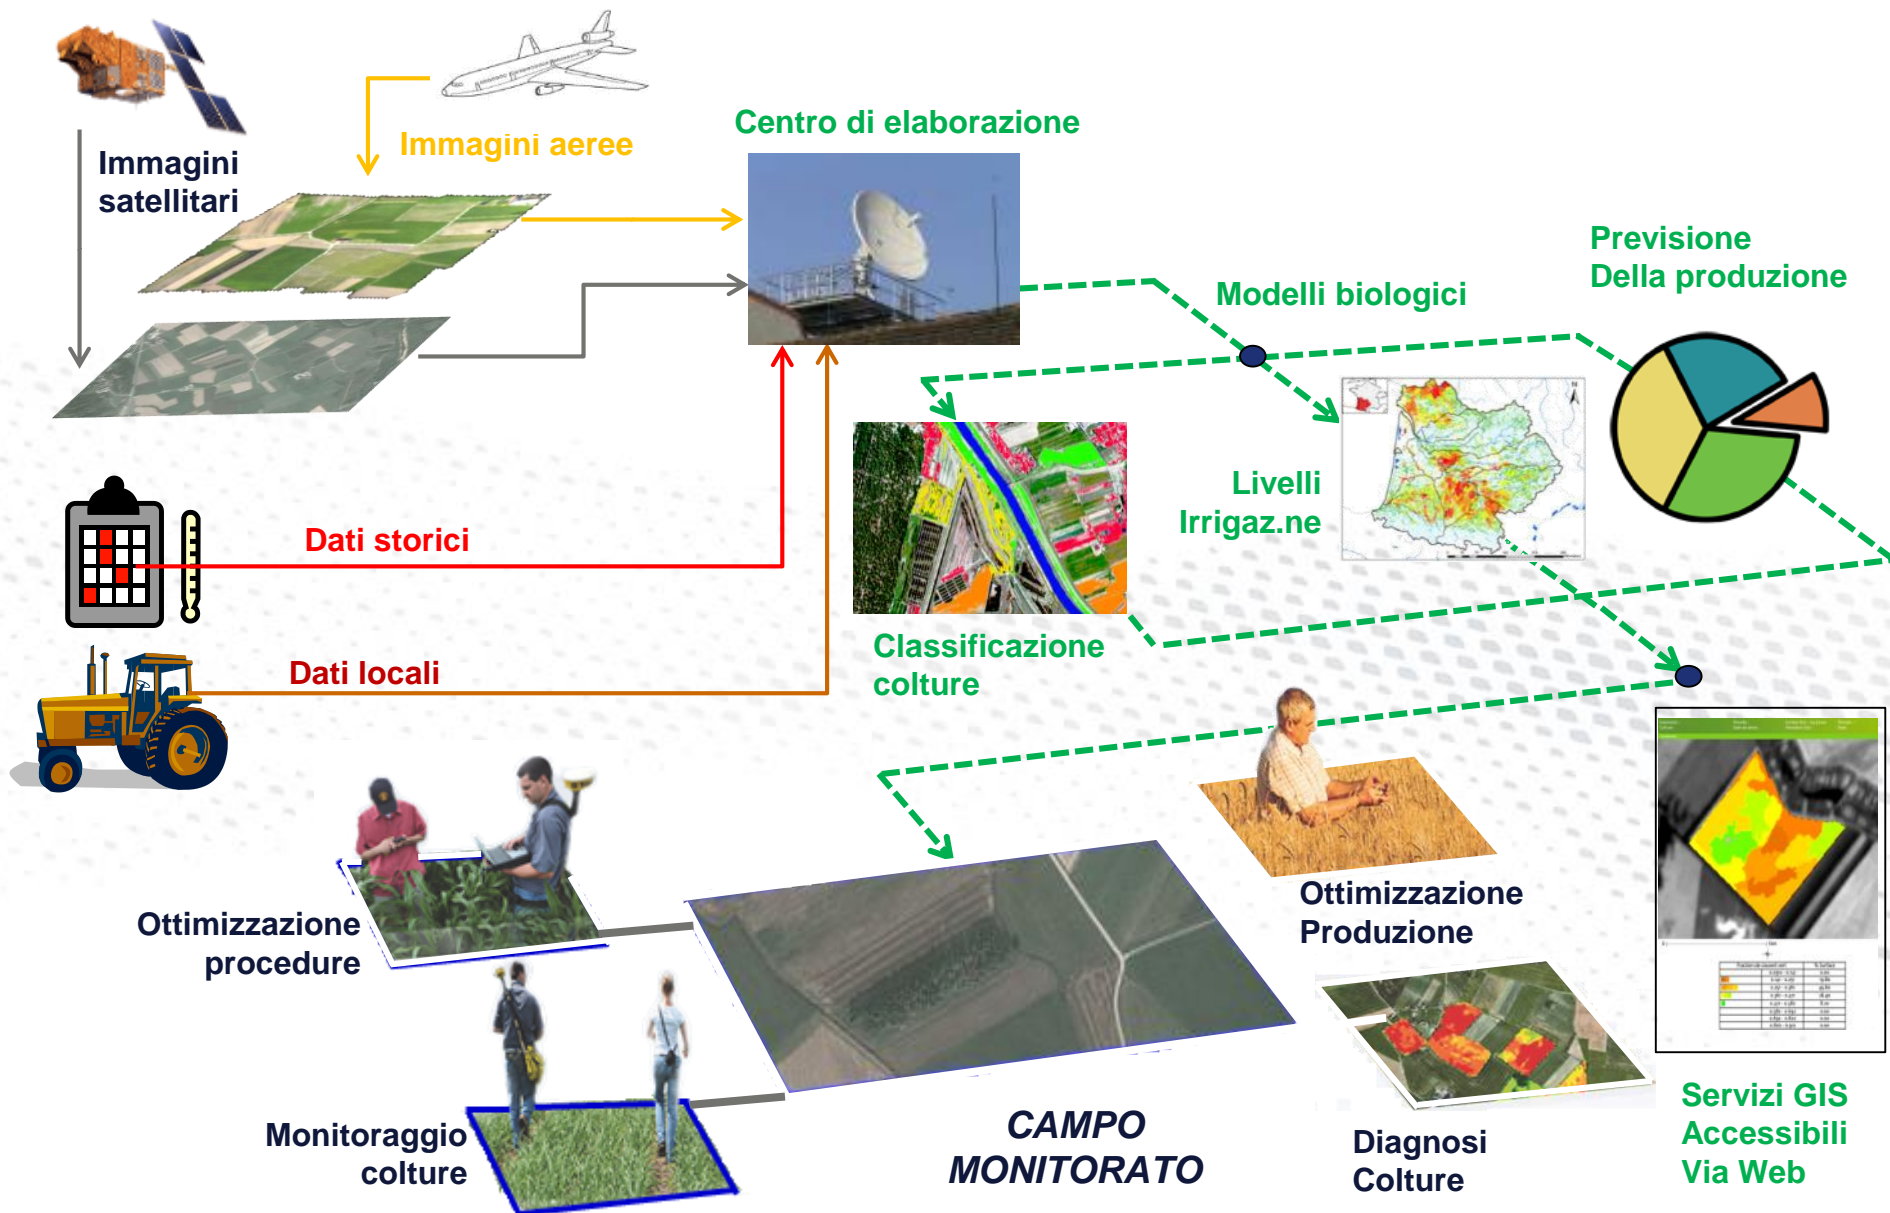 Immagini
satellitari
Immagini aeree
Centro di elaborazione
Modelli biologici
Previsione
Della produzione
N
Livelli
Irrigaz.ne
Dati storici
Dati locali
Classificazione
colture
Ottimizzazione
procedure
Monitoraggio
colture
CAMPO
MONITORATO
Ottimizzazione
Produzione
Diagnosi
Colture
Servizi GIS
Accessibili
Via Web